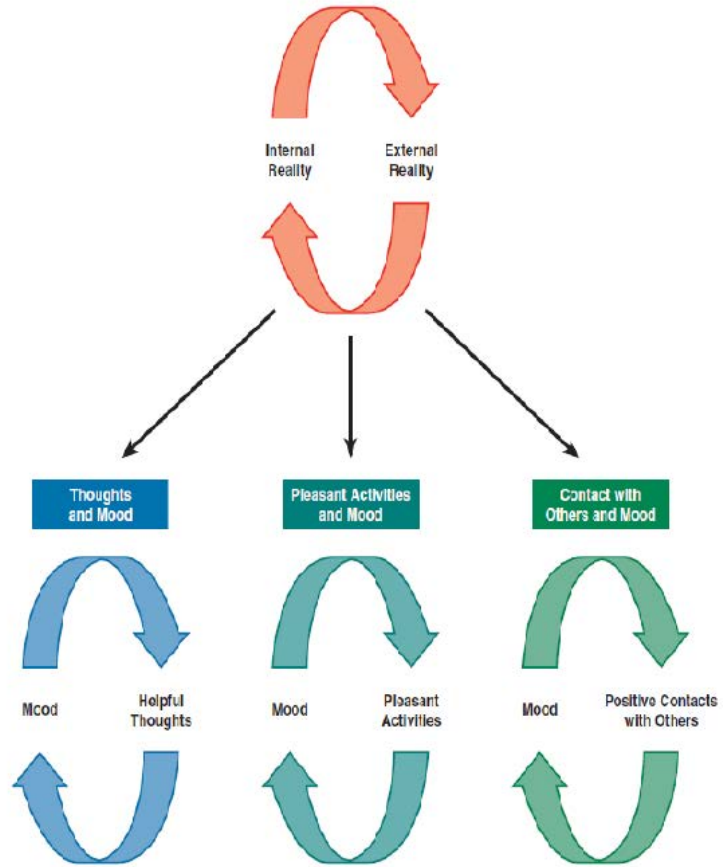 Internal
Reality
External
Reality
Thoughts
and Mood
Pleasant Activities
and Mood
Contact with
Others and Mood
Mood
Helpful
Thoughts
Mood
Pleasant
Activities
Mood
Positive Contacts
with Others